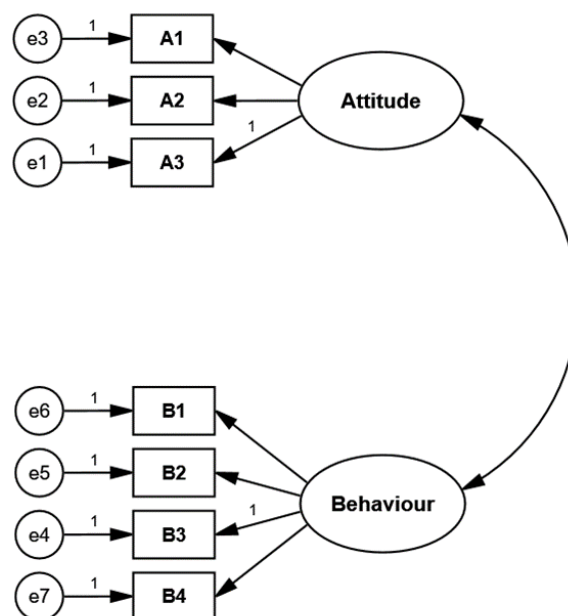 e3 1 A1
e2 1 A2 Attitude
1
e1 1 A3
e6 1 B1
e5 1 B2
Behaviour
1
e4 1 B3
e7 1 B4